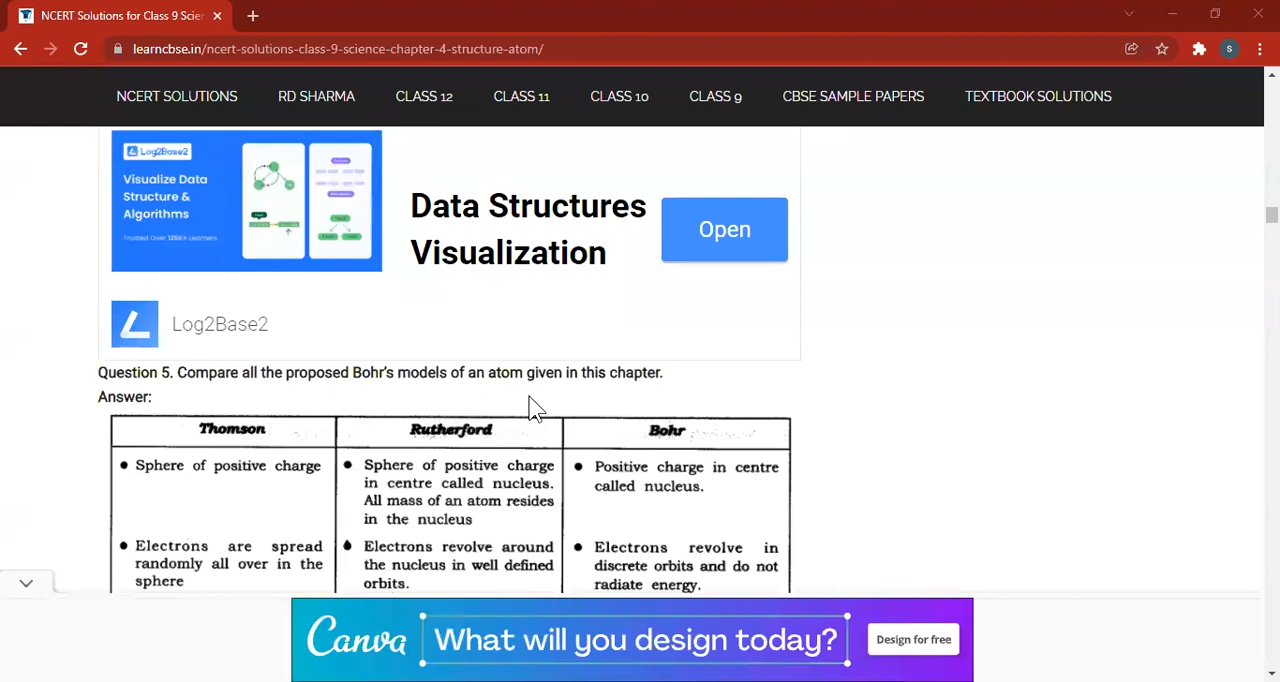 NCERT Solutions for Class 9 Scie
learncbse.in/ncert-solutions-class-9-science-chapter-4-structure-atom/
S
NCERT SOLUTIONS RD SHARMA CLASS 12 CLASS 11 CLASS 10 CLASS 9 CBSE SAMPLE PAPERS TEXTBOOK SOLUTIONS
Log2Base2
Visualize Data
Structure &
Algorithms
Trusted Over 125K+ Learners
Data Structures
Visualization
Open
Log2Base2
Question 5. Compare all the proposed Bohr's models of an atom given in this chapter.
Answer:
Thomson Rutherford Bohr
• Sphere of positive charge
• Sphere of positive charge
in centre called nucleus.
All mass of an atom resides
in the nucleus
• Positive charge in centre
called nucleus.
• Electrons are spread
randomly all over in the
sphere
• Electrons revolve around
the nucleus in well defined
orbits.
• Electrons revolve in
discrete orbits and do not
radiate energy.
Canva
What will you design today?
Design for free